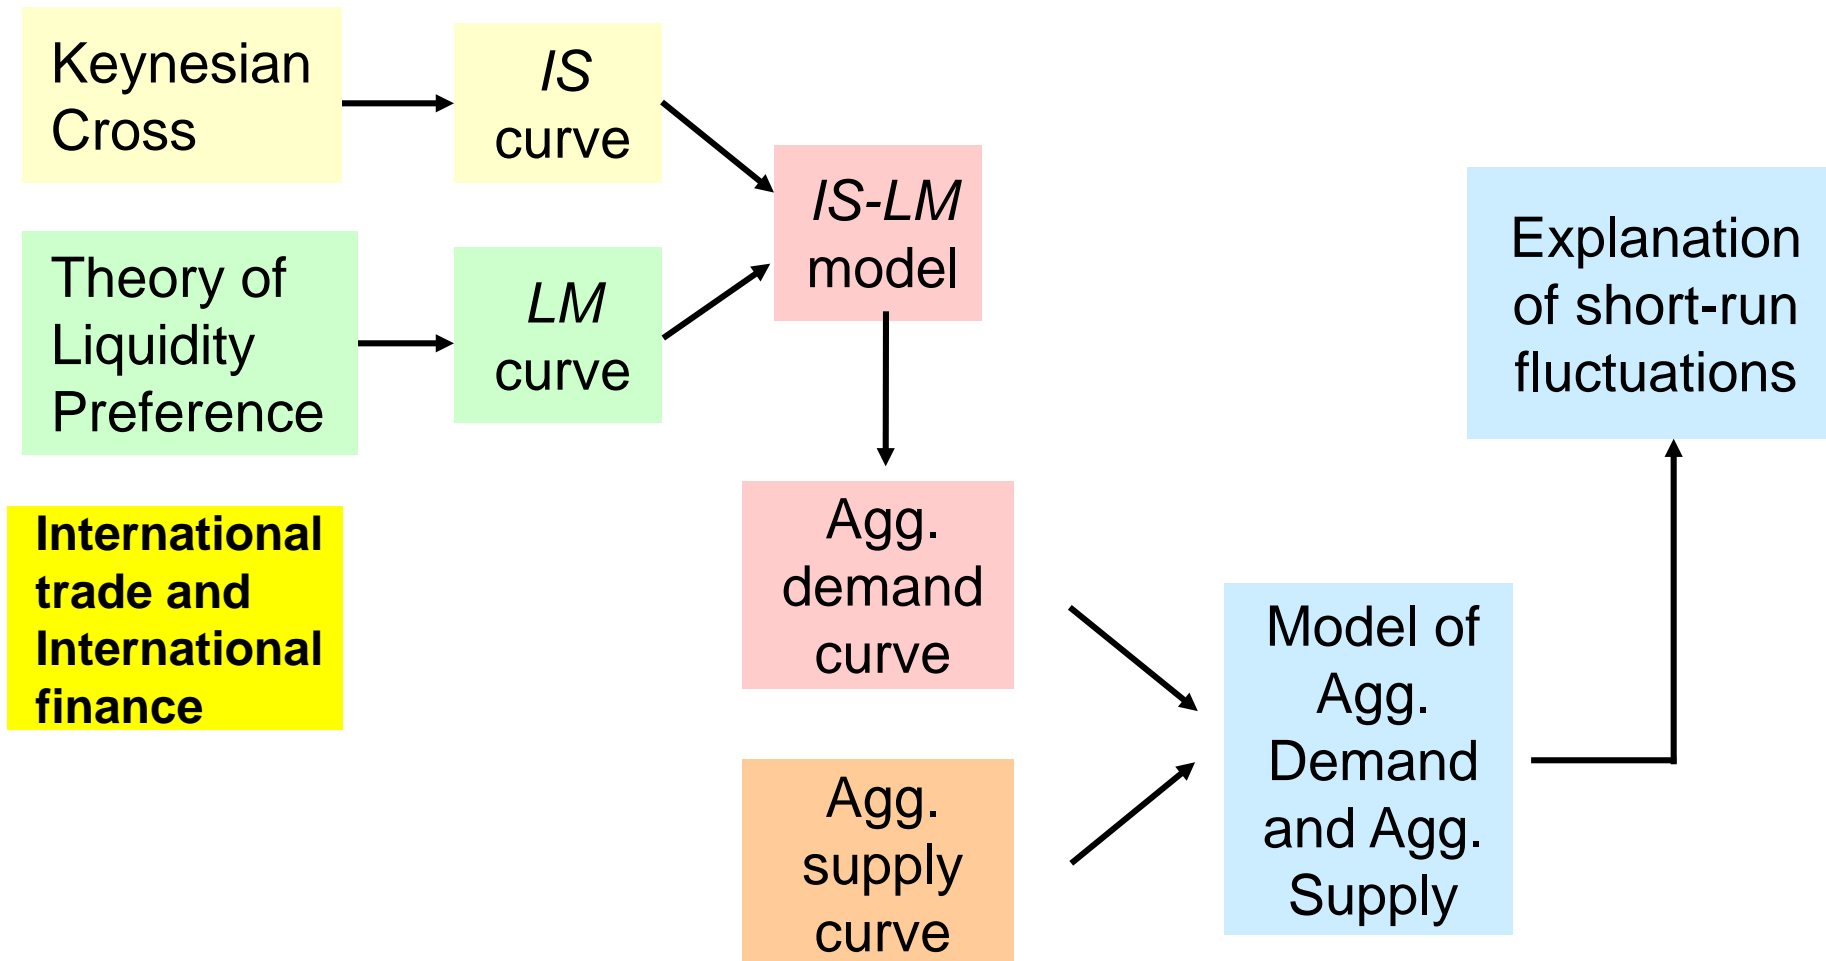 Keynesian
Cross
IS
curve
Theory of
Liquidity
Preference
LM
curve
IS-LM
model
International
trade and
International
finance
Agg.
demand
curve
Agg.
supply
curve
Model of
Agg.
Demand
and Agg.
Supply
Explanation
of short-run
fluctuations